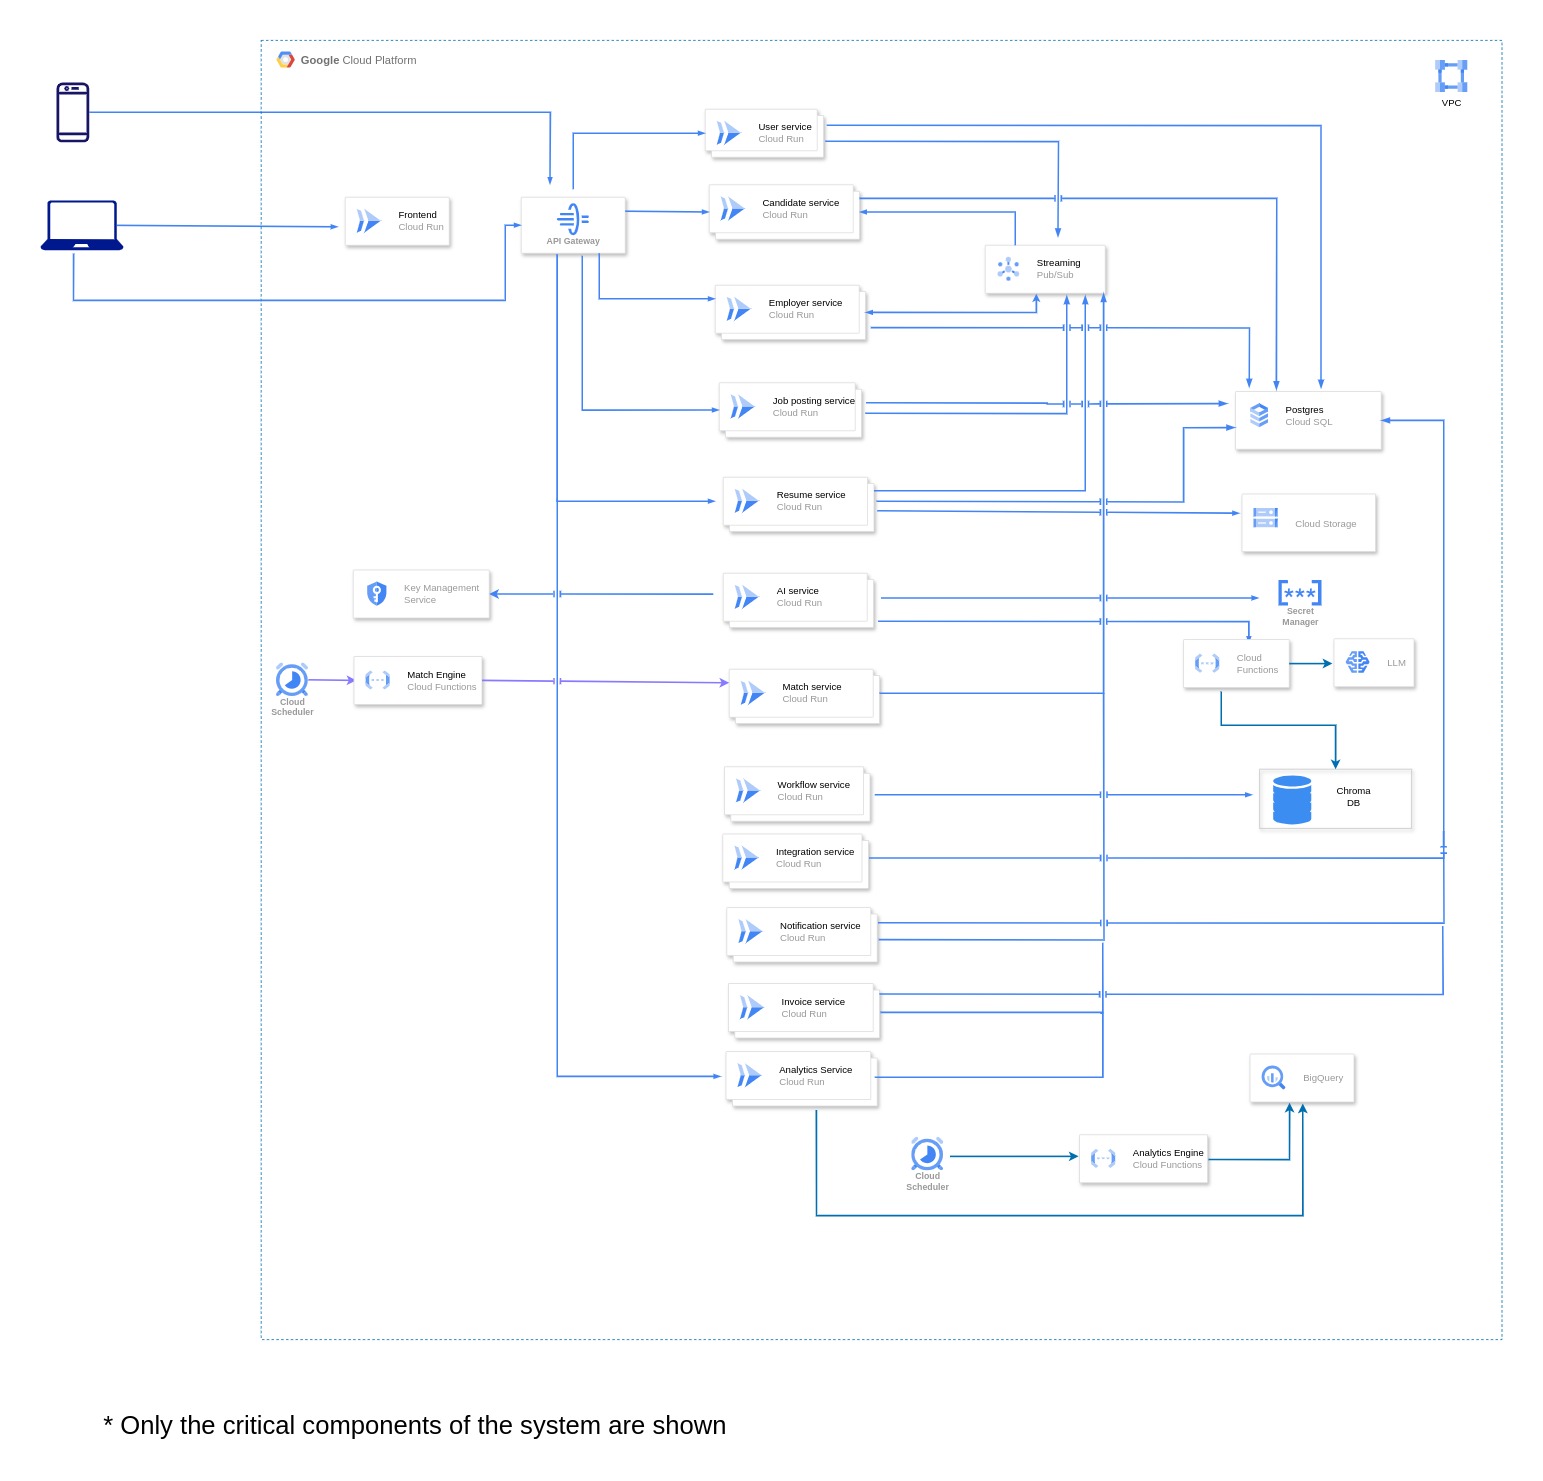 Google Cloud Platform
VPC
User service
Cloud Run
Candidate service
Cloud Run
Frontend
Cloud Run
API Gateway
Streaming
Pub/Sub
Employer service
Cloud Run
Job posting service
Cloud Run
Postgres
Cloud SQL
Resume service
Cloud Run
Cloud Storage
Key Management
Service
AI service
Cloud Run
***
Secret
Manager
Cloud
Functions
LLM
Cloud
Scheduler
Match Engine
Cloud Functions
Match service
Cloud Run
Workflow service
Cloud Run
Chroma
DB
Integration service
Cloud Run
Notification service
Cloud Run
Invoice service
Cloud Run
Analytics Service
Cloud Run
BigQuery
Cloud
Scheduler
Analytics Engine
Cloud Functions
* Only the critical components of the system are shown